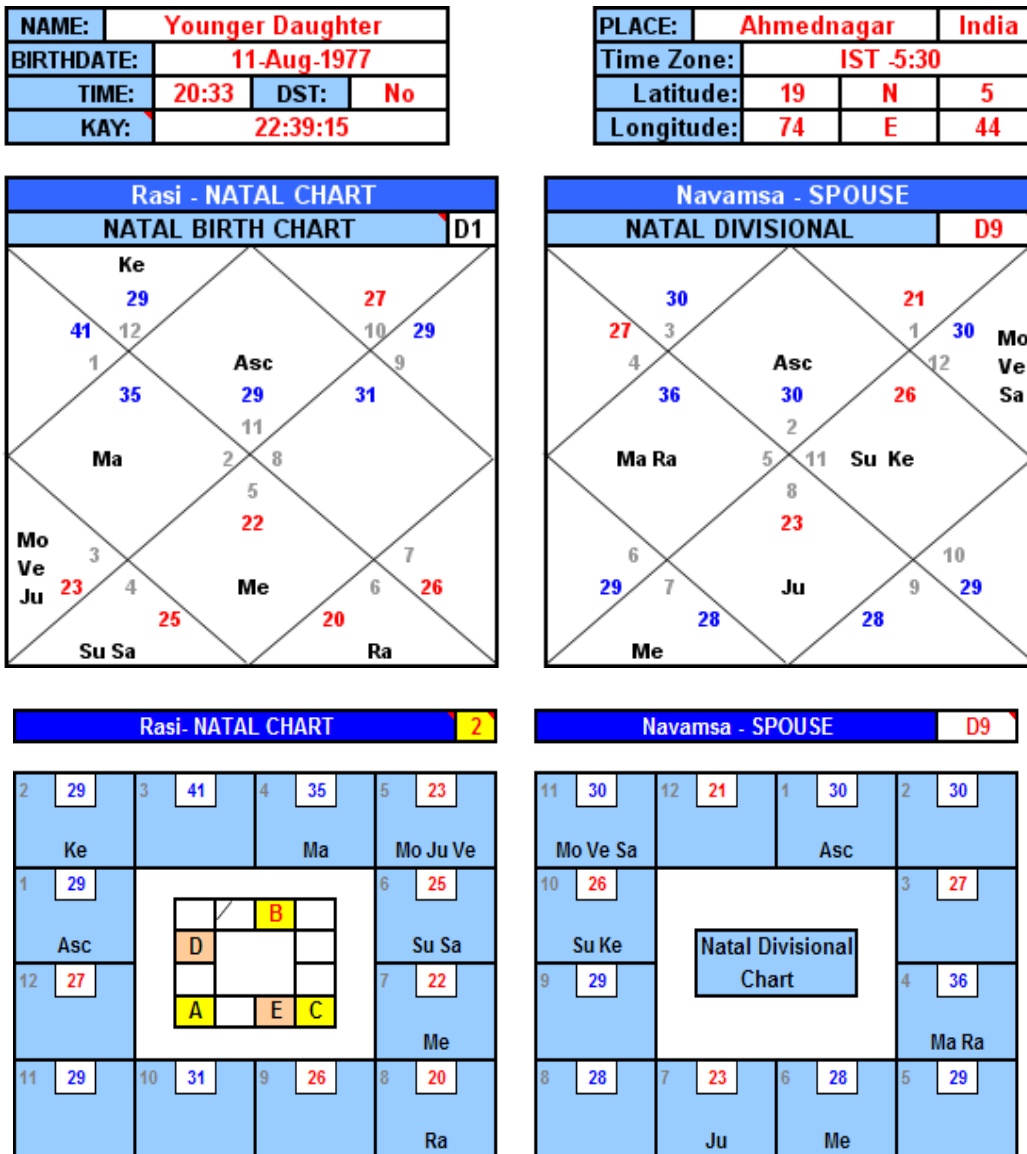 NAME: Younger Daughter
BIRTHDATE: 11-Aug-1977
TIME: 20:33 DST: No
KAY: 22:39:15
PLACE: Ahmednagar India
Time Zone: IST -5:30
Latitude: 19 N 5
Longitude: 74 E 44
Rasi - NATAL CHART
NATAL BIRTH CHART D1
Ke
29 27
41 12 10 29
1 Asc 9
35 29 31
11
Ma 2 8
5
22
Mo
Ve 3 7
Ju 23 4 Me 6 26
25 20
Su Sa Ra
Navamsa - SPOUSE
NATAL DIVISIONAL D9
30 21
27 3 1 30 Mo
4 Asc 12 Ve
36 30 26 Sa
2
Ma Ra 5 11 Su Ke
8
23
6 10
29 7 Ju 9 29
28 28
Me
Rasi- NATAL CHART 2
2 29 3 41 4 35 5 23
Ke Ma Mo Ju Ve
1 29 6 25
B
Asc D Su Sa
12 27 7 22
A E C
Me
11 29 10 31 9 26 8 20
Ra
Navamsa - SPOUSE D9
11 30 12 21 1 30 2 30
Mo Ve Sa Asc
10 26 3 27
Su Ke Natal Divisional
Chart
9 29 4 36
Ma Ra
8 28 7 23 6 28 5 29
Ju Me